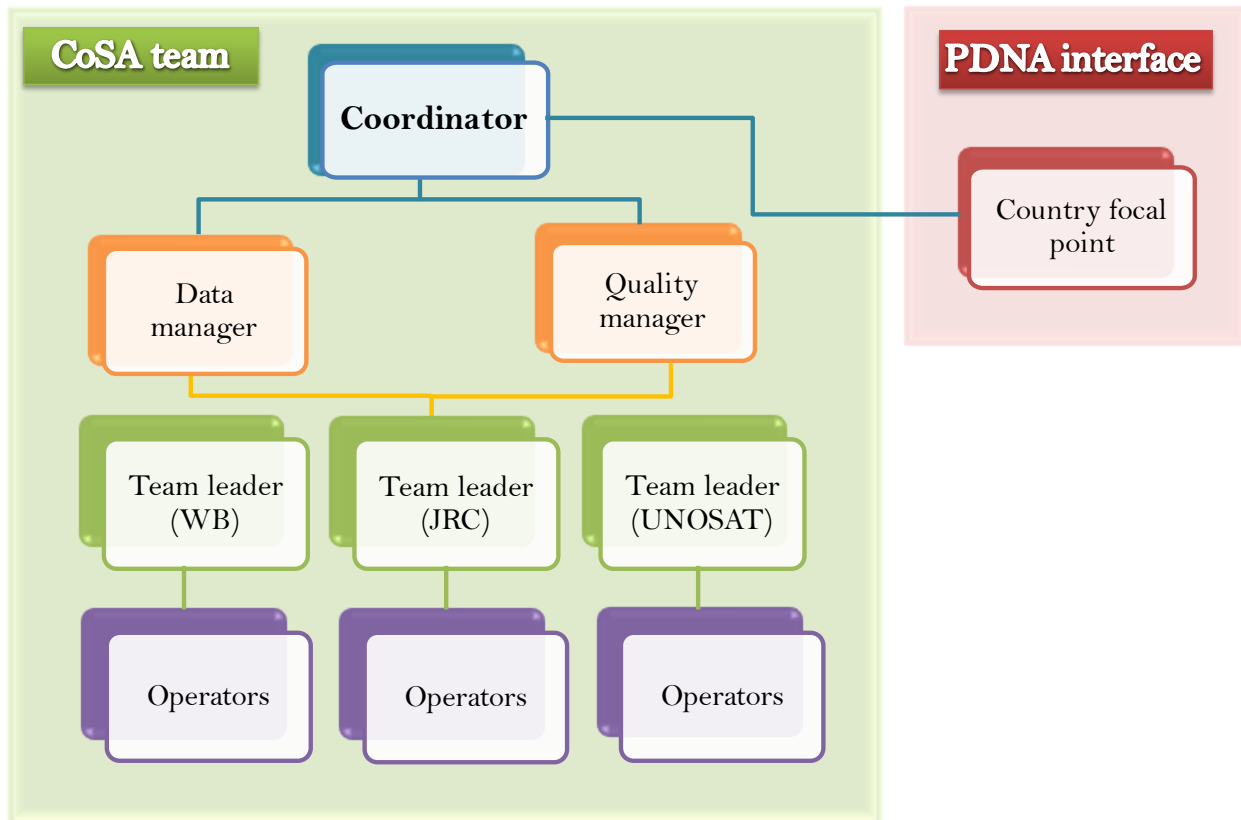 CoSA team
PDNA interface
Coordinator
Country focal
point
Data
manager
Quality
manager
Team leader
(WB)
Team leader
(JRC)
Team leader
(UNOSAT)
Operators
Operators
Operators